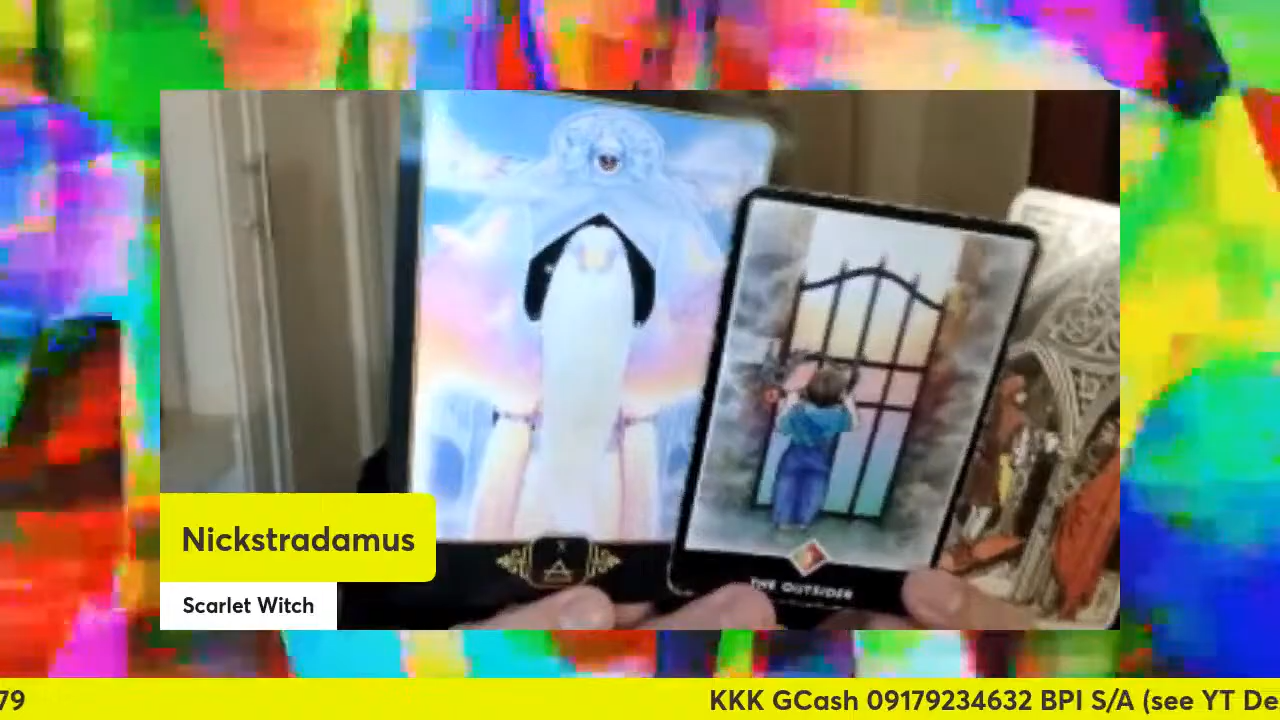 THE OUTSIDER
Nickstradamus
Scarlet Witch
79
KKK GCash 09179234632 BPI S/A (see YT De